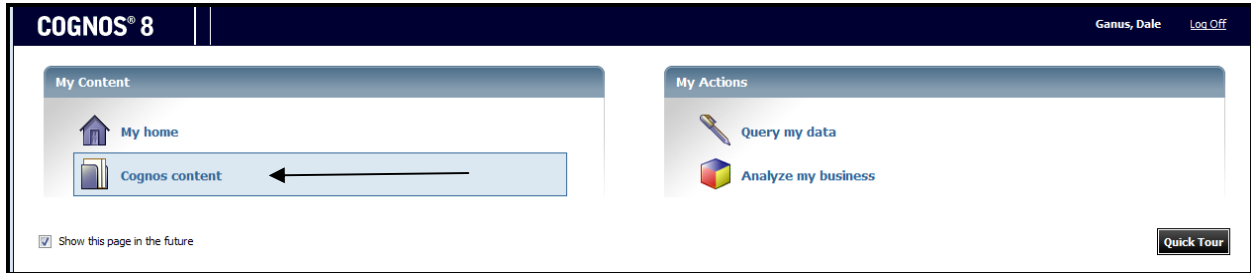 COGNOS® 8
Ganus, Dale Log Off
My Content
My home
Cognos content
My Actions
Query my data
Analyze my business
Show this page in the future
Quick Tour